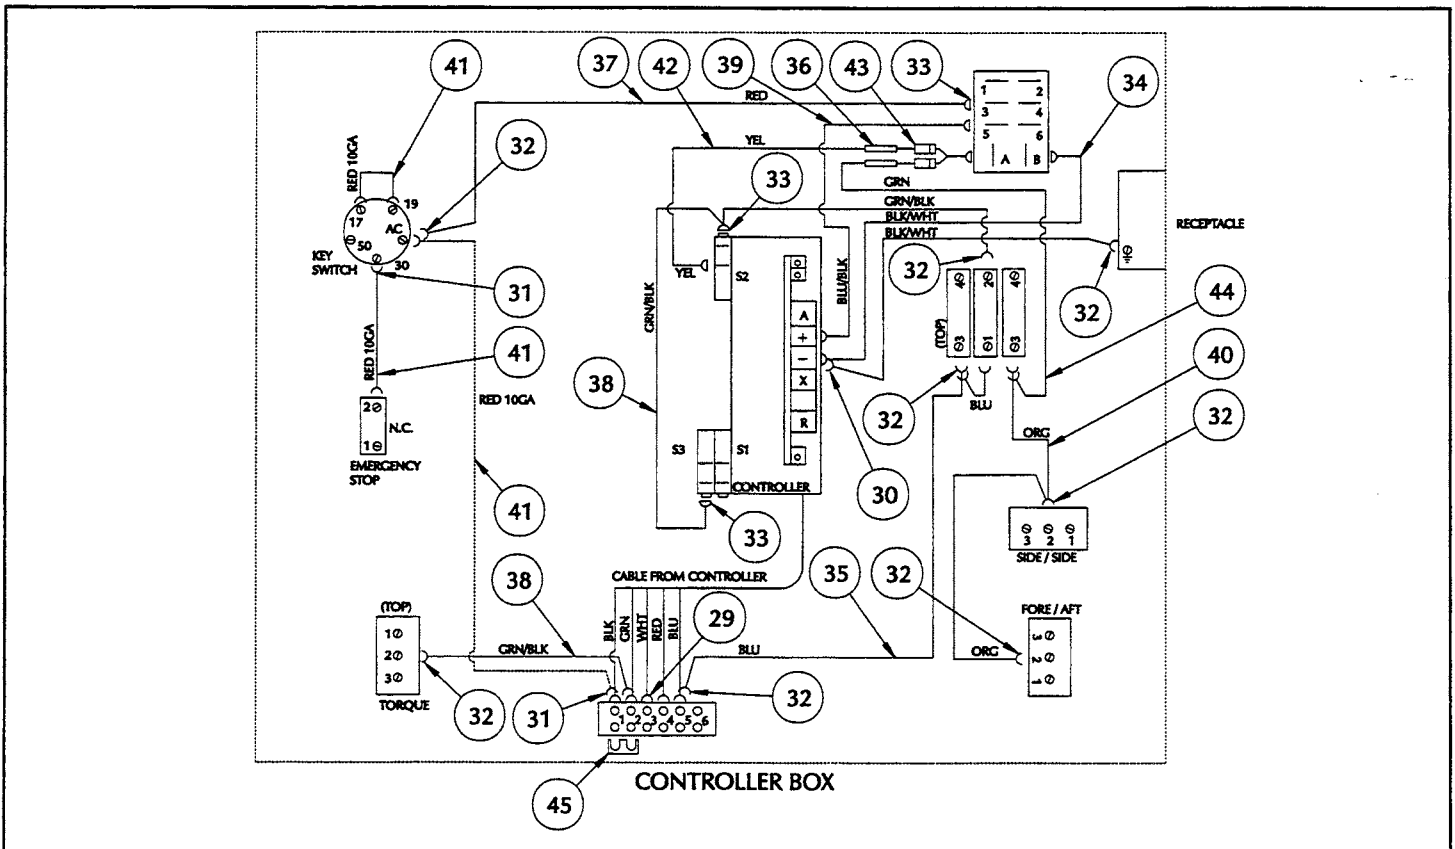 41
37
42
39
36
43
33
34
RED
1 2
3 4
5 6
A B
YEL
32
RED 10GA
33
GRN
GRN/BLK
BLK/WHT
BLK/WHT
RECEPTACLE
17
19
AC
50
30
KEY
SWITCH
31
YEL
S2
32
32
44
GRN/BLK
BLU/BLK
A
+
−
X
R
(TOP)
4 2 4
3 1 3
RED 10GA
41
RED 10GA
38
32
BLU
40
ORG
32
2
N.C.
1
EMERGENCY
STOP
S3
S1
CONTROLLER
30
41
33
3 2 1
SIDE / SIDE
CABLE FROM CONTROLLER
38
35
32
(TOP)
29
FORE / AFT
BLK
GRN
WHT
RED
BLU
1
2
3
GRN/BLK
BLU
ORG
3
2
1
TORQUE
32
31
32
1 2 3 4 5 6
45
CONTROLLER BOX